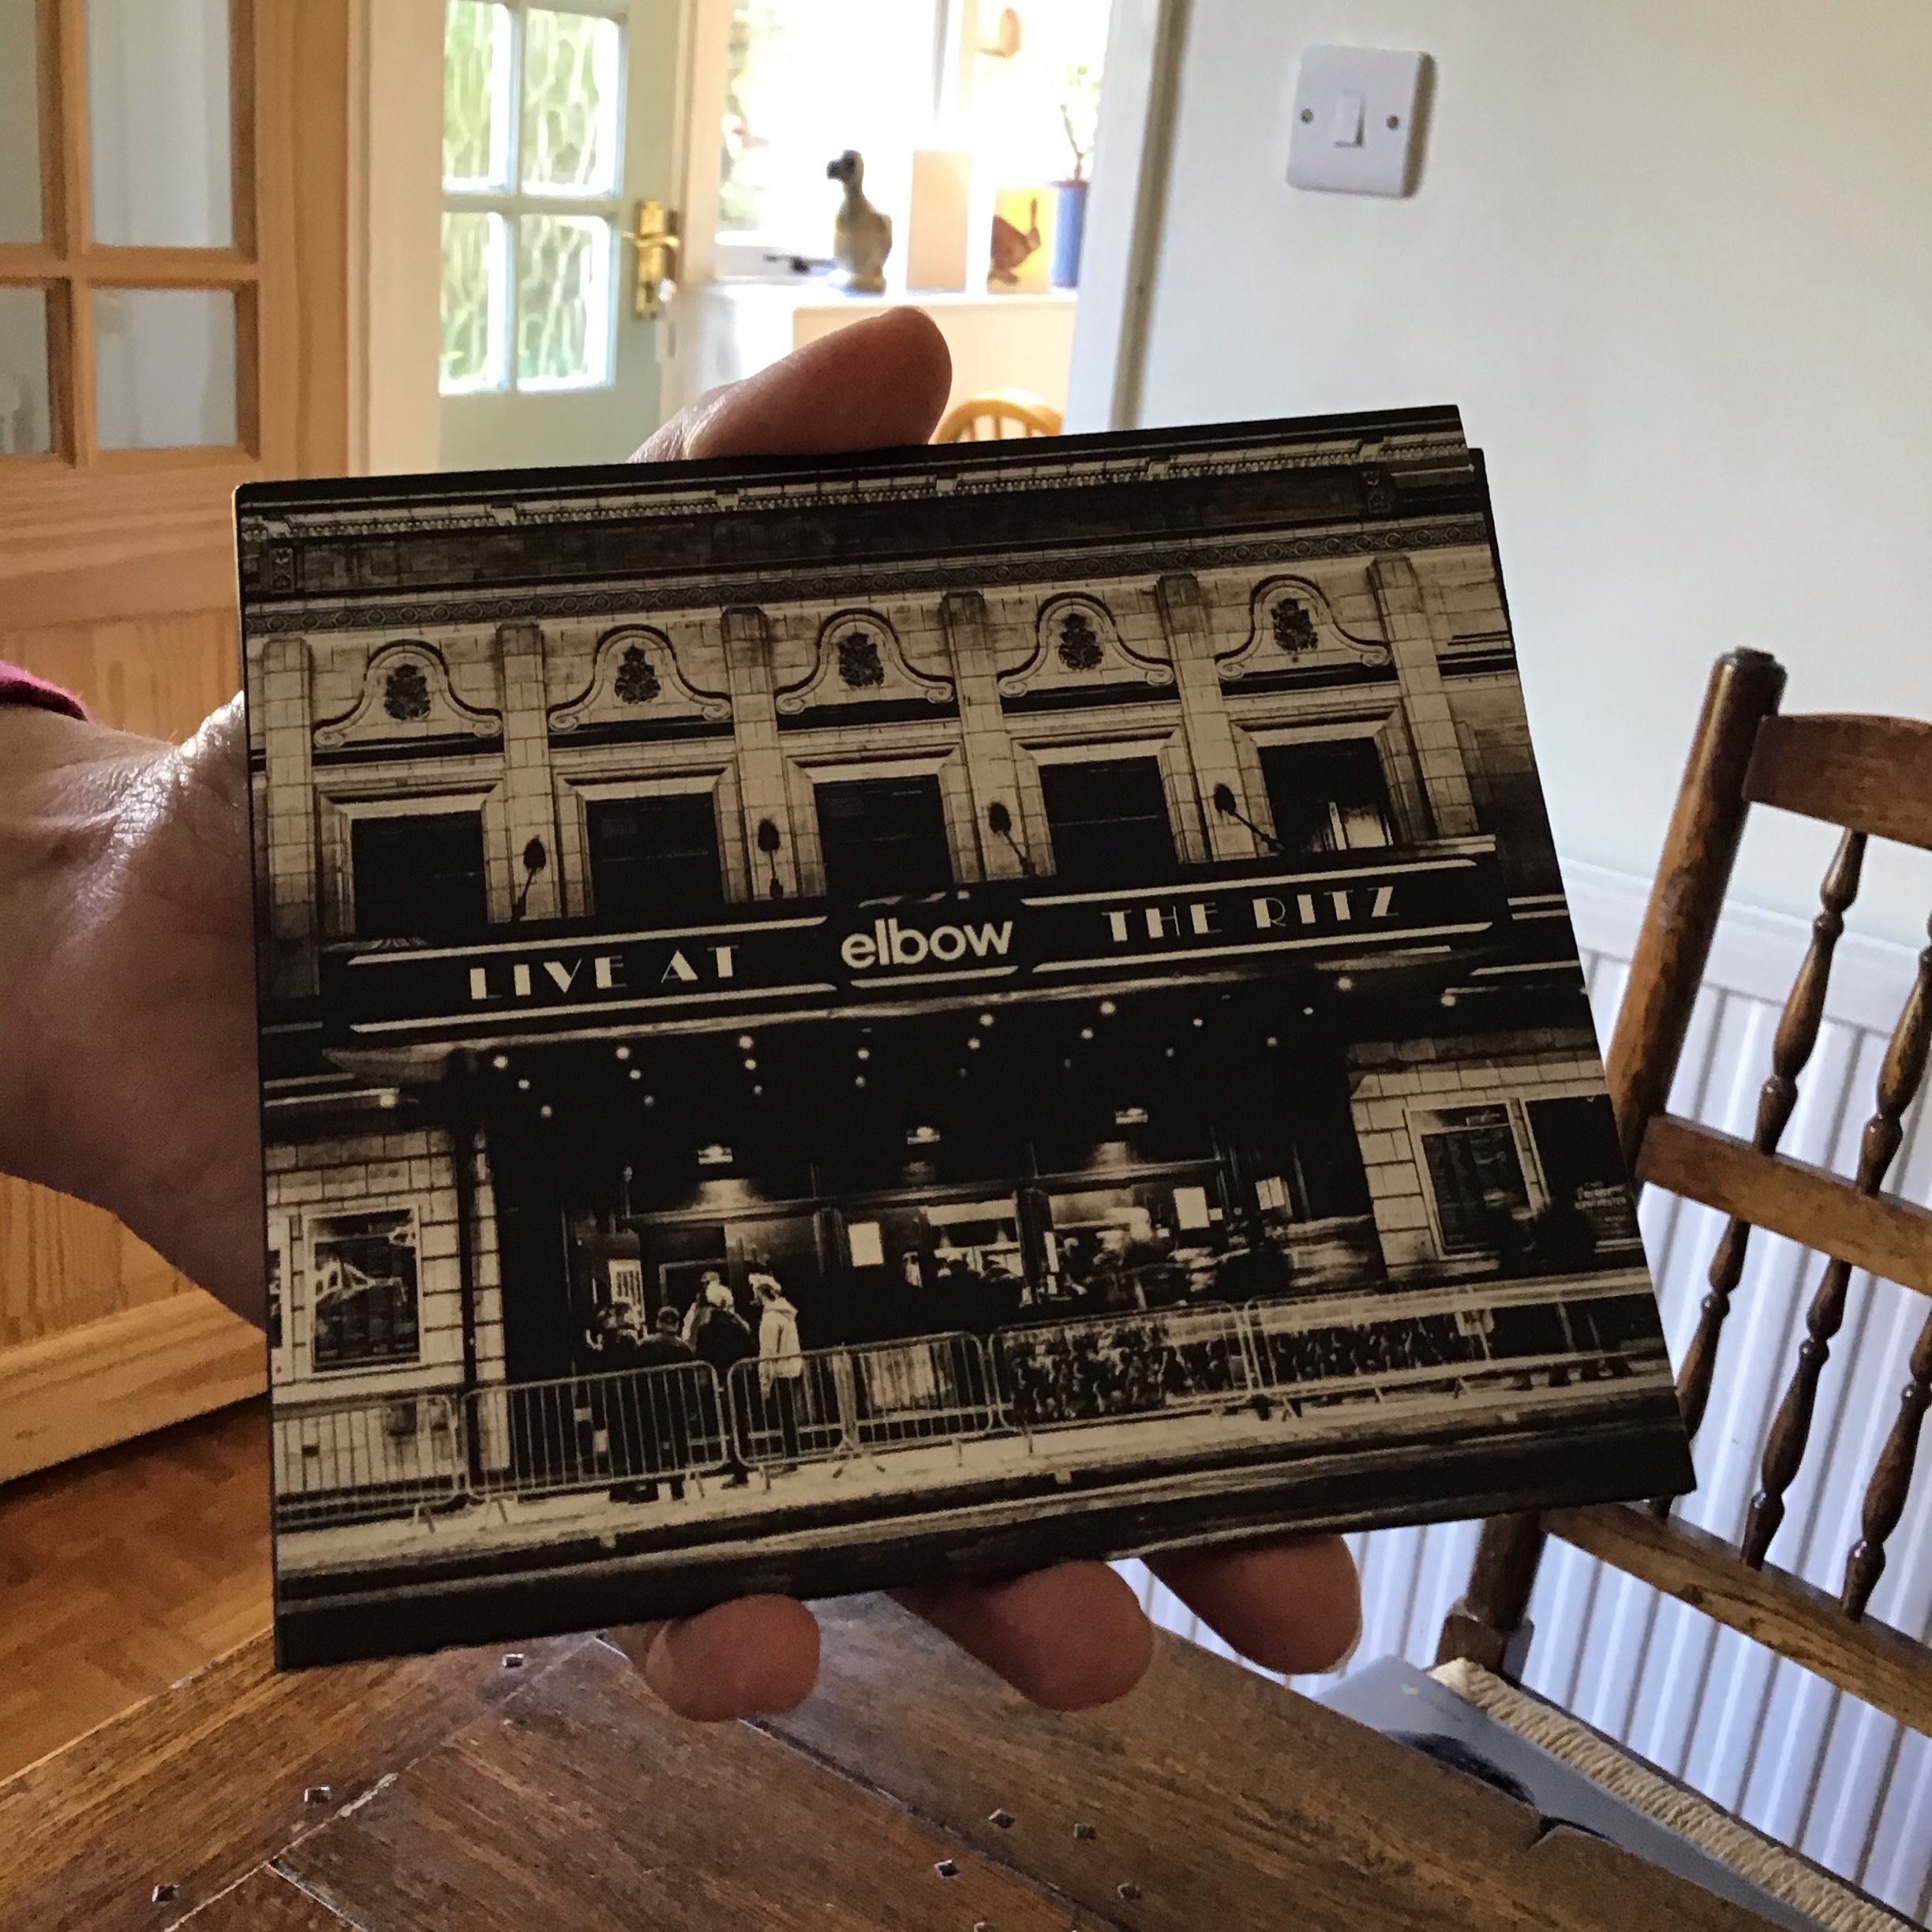 LIVE AT elbow THE RITZ